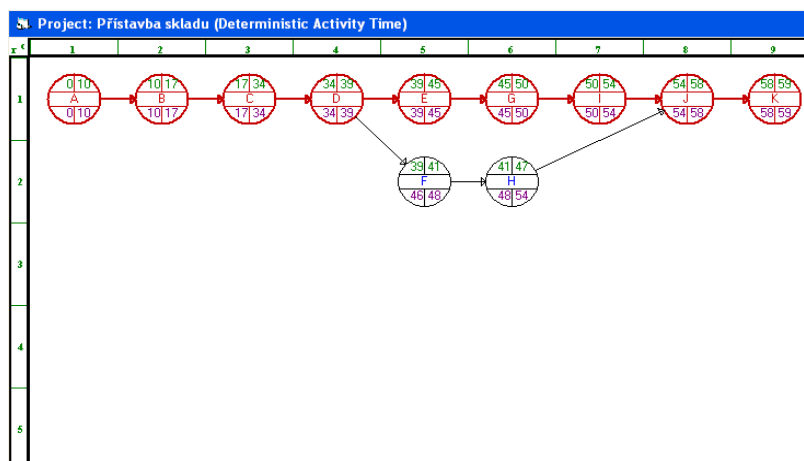 Project: Přístavba skladu (Deterministic Activity Time)
1 2 3 4 5 6 7 8 9
1
0 10 10 17 17 34 34 39 39 45 45 50 50 54 54 58 58 59
A B C D E G I J K
0 10 10 17 17 34 34 39 39 45 45 50 50 54 54 58 58 59
2
39 41 41 47
F H
46 48 48 54
3
4
5